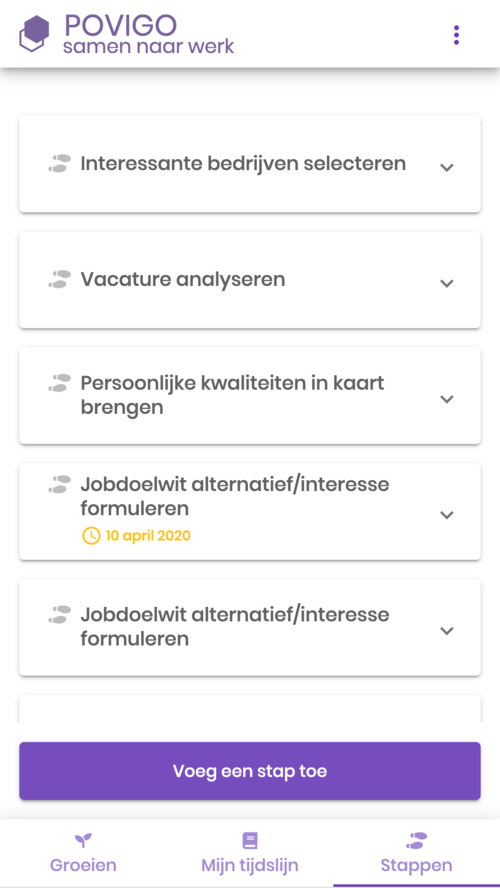 POVIGO
samen naar werk
Interessante bedrijven selecteren
Vacature analyseren
Persoonlijke kwaliteiten in kaart
brengen
Jobdoelwit alternatief/interesse
formuleren
10 april 2020
Jobdoelwit alternatief/interesse
formuleren
Voeg een stap toe
Groeien
Mijn tijdslijn
Stappen